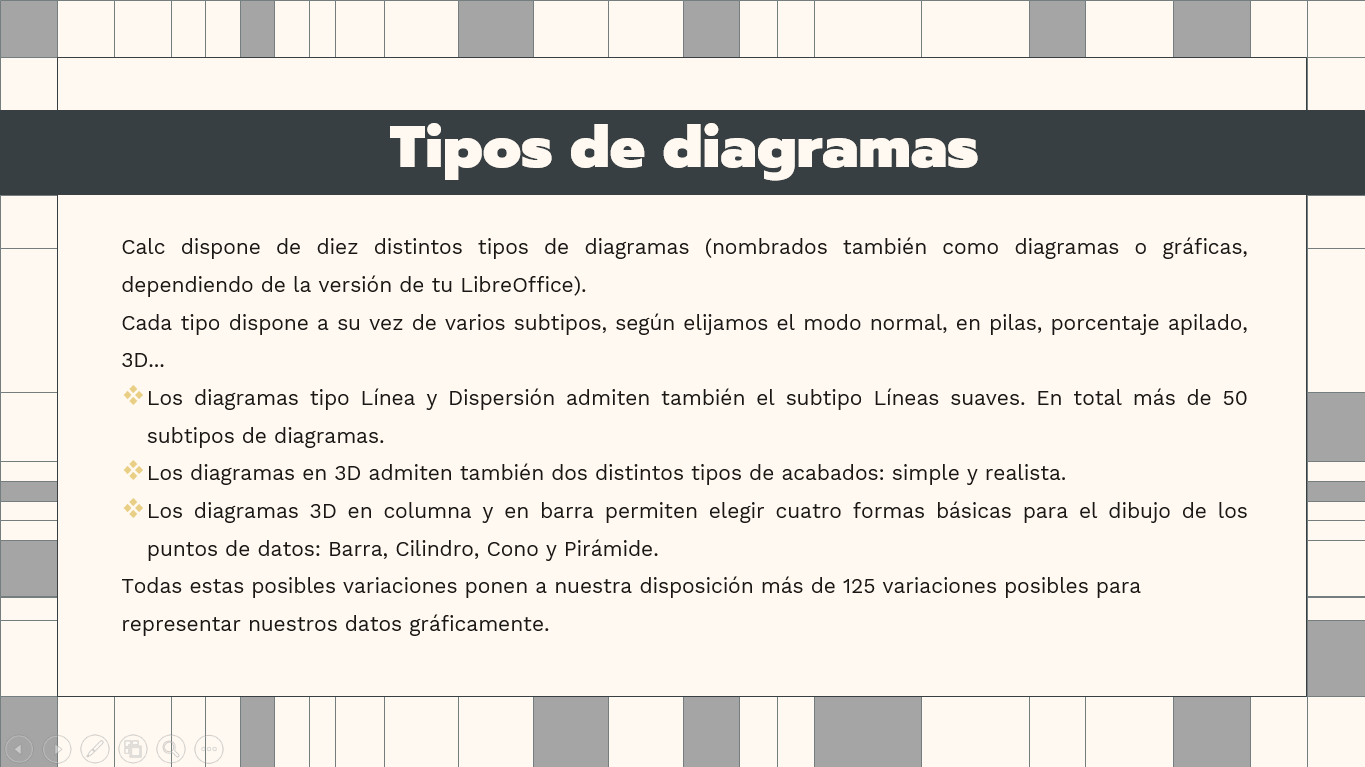 Tipos de diagramas
Calc dispone de diez distintos tipos de diagramas (nombrados también como diagramas o gráficas,
dependiendo de la versión de tu LibreOffice).
Cada tipo dispone a su vez de varios subtipos, según elijamos el modo normal, en pilas, porcentaje apilado,
3D...
Los diagramas tipo Línea y Dispersión admiten también el subtipo Líneas suaves. En total más de 50
subtipos de diagramas.
Los diagramas en 3D admiten también dos distintos tipos de acabados: simple y realista.
Los diagramas 3D en columna y en barra permiten elegir cuatro formas básicas para el dibujo de los
puntos de datos: Barra, Cilindro, Cono y Pirámide.
Todas estas posibles variaciones ponen a nuestra disposición más de 125 variaciones posibles para
representar nuestros datos gráficamente.